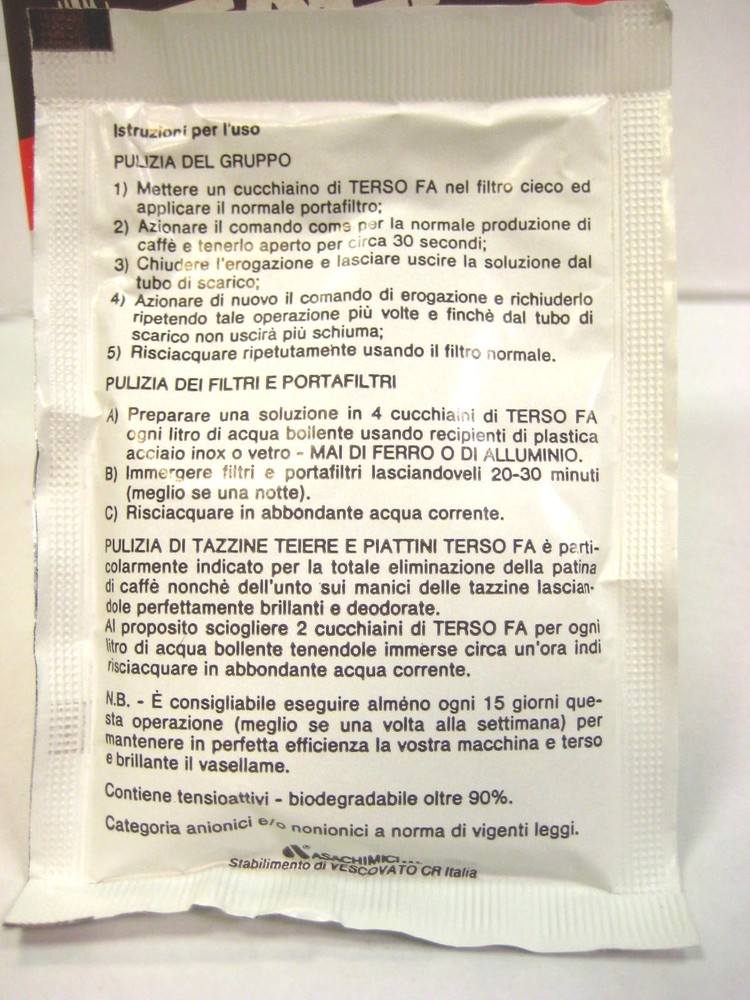 Istruzioni per l'uso
PULIZIA DEL GRUPPO
1) Mettere un cucchiaino di TERSO FA nel filtro cieco ed
applicare il normale portafiltro;
2) Azionare il comando come per la normale produzione di
caffè e tenerlo aperto per circa 30 secondi;
3) Chiudere l'erogazione e lasciare uscire la soluzione dal
tubo di scarico;
4) Azionare di nuovo il comando di erogazione e richiuderlo
ripetendo tale operazione più volte e finchè dal tubo di
scarico non uscirà più schiuma;
5) Risciacquare ripetutamente usando il filtro normale.
PULIZIA DEI FILTRI E PORTAFILTRI
A) Preparare una soluzione in 4 cucchiaini di TERSO FA
ogni litro di acqua bollente usando recipienti di plastica
acciaio inox o vetro - MAI DI FERRO O DI ALLUMINIO.
B) Immergere filtri e portafiltri lasciandoveli 20-30 minuti
(meglio se una notte).
C) Risciacquare in abbondante acqua corrente.
PULIZIA DI TAZZINE TEIERE E PIATTINI TERSO FA è parti-
colarmente indicato per la totale eliminazione della patina
di caffè nonchè dell'unto sui manici delle tazzine lascian-
dole perfettamente brillanti e deodorate.
Al proposito sciogliere 2 cucchiaini di TERSO FA per ogni
litro di acqua bollente tenendole immerse circa un'ora indi
risciacquare in abbondante acqua corrente.
N.B. - È consigliabile eseguire almeno ogni 15 giorni que-
sta operazione (meglio se una volta alla settimana) per
mantenere in perfetta efficienza la vostra macchina e terso
e brillante il vasellame.
Contiene tensioattivi - biodegradabile oltre 90%.
Categoria anionici e/o nonionici a norma di vigenti leggi.
ASACHIMICI
Stabilimento di VESCOVATO CR Italia